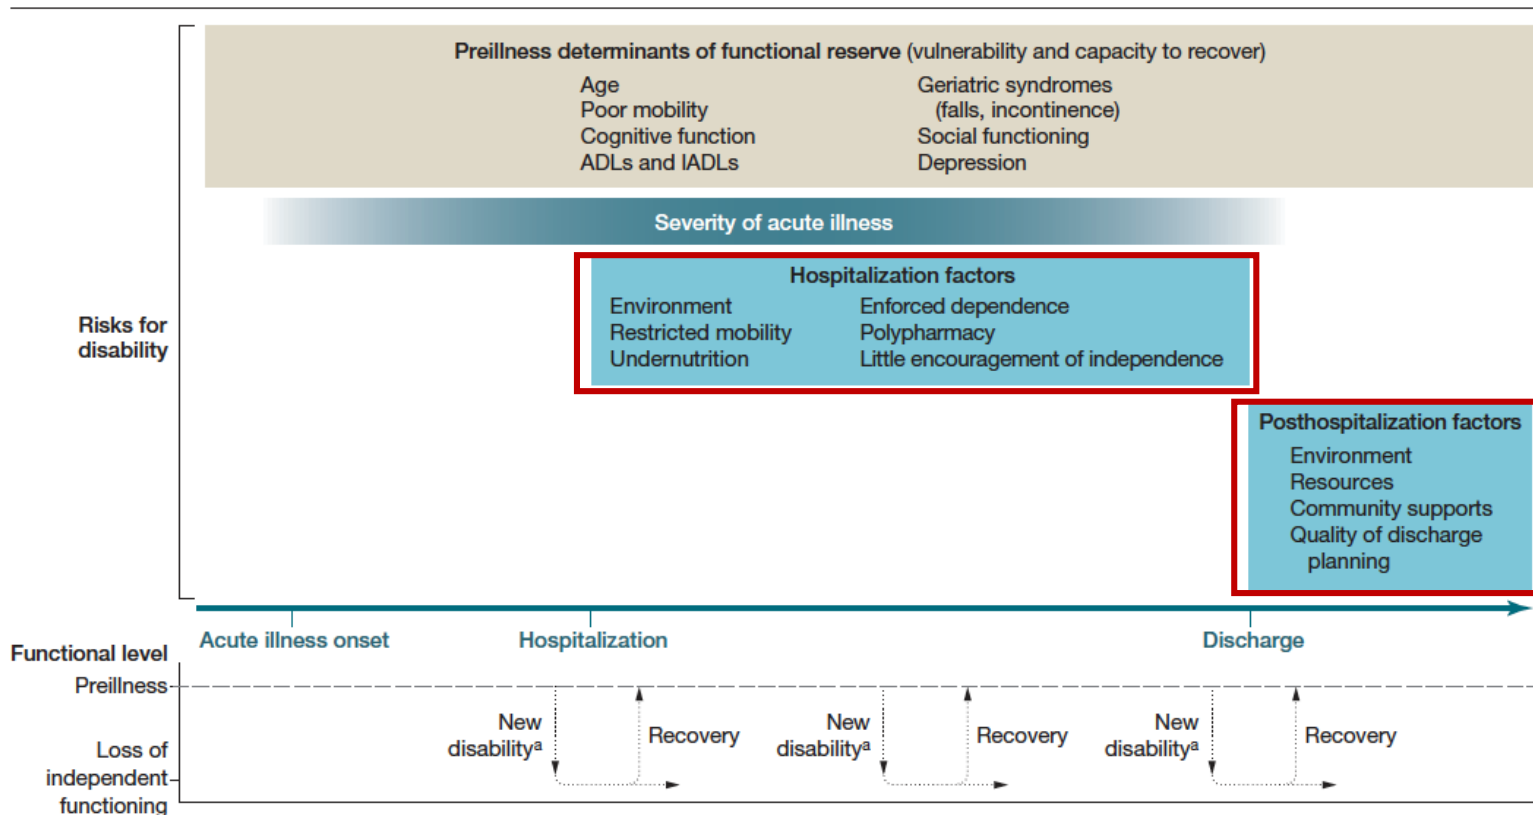 Preillness determinants of functional reserve (vulnerability and capacity to recover)
Age
Poor mobility
Cognitive function
ADLs and IADLs
Geriatric syndromes
(falls, incontinence)
Social functioning
Depression
Severity of acute illness
Risks for
disability
Hospitalization factors
Environment
Restricted mobility
Undernutrition
Enforced dependence
Polypharmacy
Little encouragement of independence
Posthospitalization factors
Environment
Resources
Community supports
Quality of discharge
planning
Acute illness onset
Hospitalization
Discharge
Functional level
Preillness
Loss of
independent
functioning
New
disabilityᵃ
Recovery
New
disabilityᵃ
Recovery
New
disabilityᵃ
Recovery